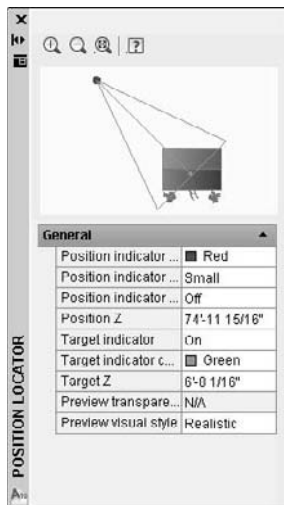 General
Position indicator ... Red
Position indicator ... Small
Position indicator ... Off
Position Z 74'-11 15/16"
Target indicator On
Target indicator c... Green
Target Z 6'-0 1/16"
Preview transpare... N/A
Preview visual style Realistic
POSITION LOCATOR